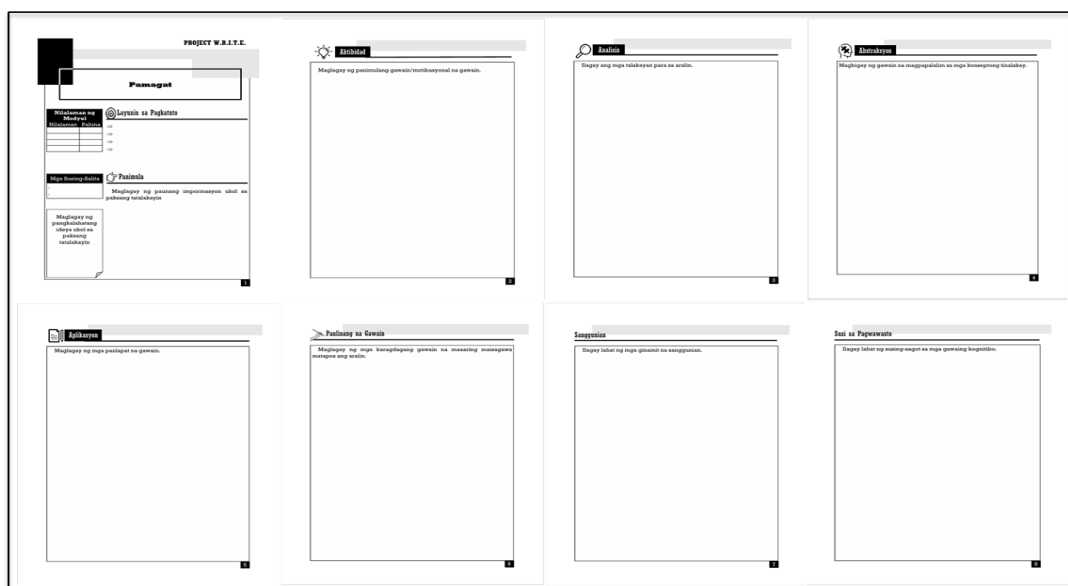 PROJECT W.R.I.T.E.
Pamagat
Nilalaman ng
Modyul
Nilalaman Pahina
Layunin sa Pagkatuto
Mga Susing-Salita
Panimula
Maglagay ng paunang impormasyon ukol sa
paksang tatalakayin
Maglagay ng
pangkalahatang
ideya ukol sa
paksang
tatalakayin
1
Aktibidad
Maglagay ng panimulang gawain/motibasyonal na gawain.
2
Analisis
Ilagay ang mga talakayan para sa aralin.
3
Abstraksyon
Magbigay ng gawain na magpapalalim sa mga konseptong tinalakay.
4
Aplikasyon
Maglagay ng mga panlapat na gawain.
5
Panlinang na Gawain
Maglagay ng mga karagdagang gawain na maaaring maisagawa
matapos ang aralin.
6
Sanggunian
Ilagay lahat ng mga ginamit na sanggunian.
7
Susi sa Pagwawasto
Ilagay lahat ng susing-sagot sa mga gawaing kognitibo.
8